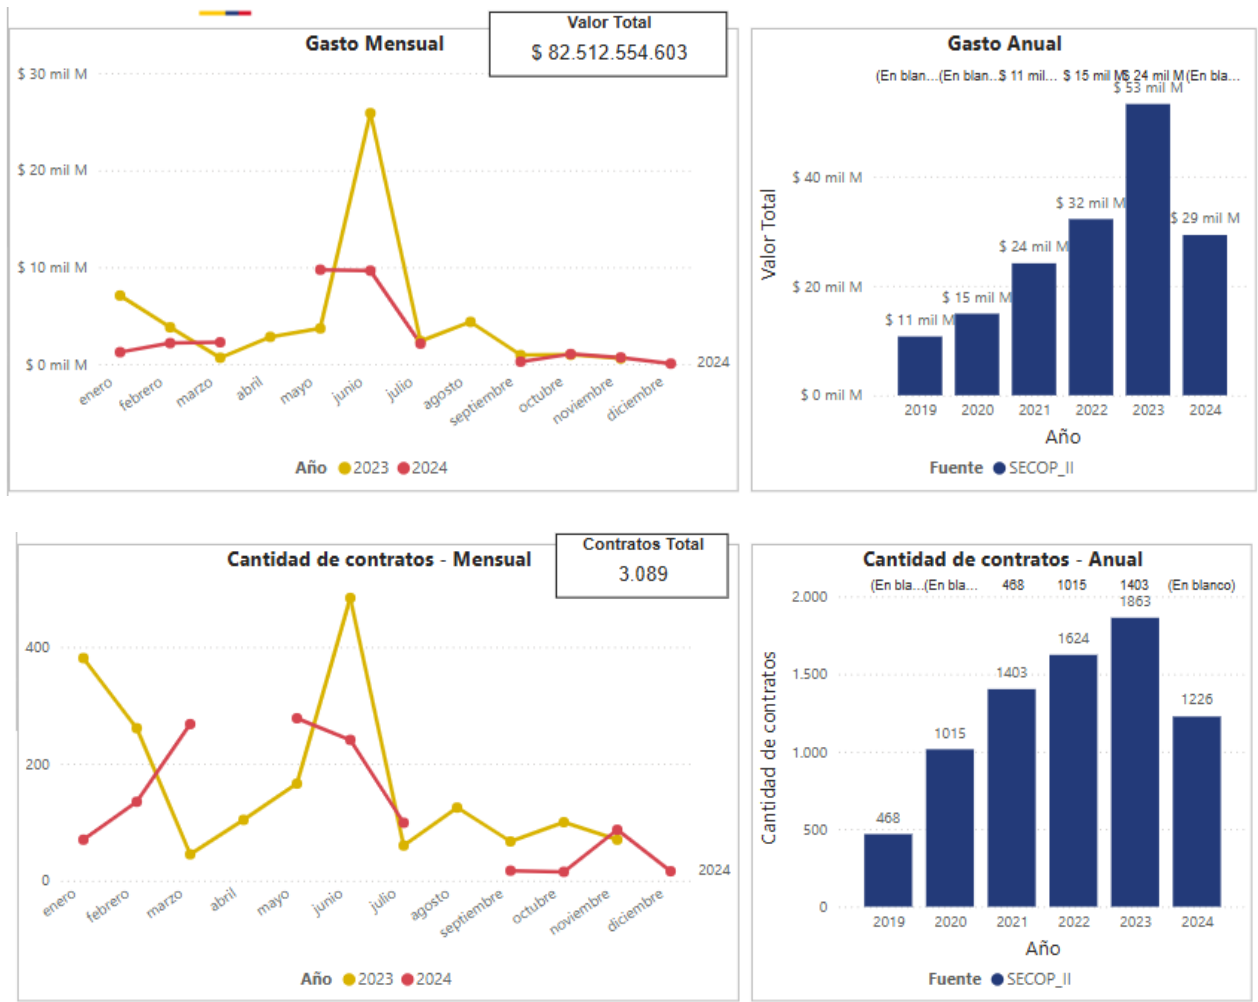 Gasto Mensual
Valor Total
$ 82.512.554.603
$ 30 mil M
$ 20 mil M
$ 10 mil M
$ 0 mil M
enero febrero marzo abril mayo junio julio agosto septiembre octubre noviembre diciembre
2024
Año 2023 2024
Gasto Anual
(En blan... (En blan... $ 11 mil... $ 15 mil M $ 24 mil M (En bla...
$ 53 mil M
$ 40 mil M
$ 32 mil M
$ 29 mil M
$ 24 mil M
$ 20 mil M
$ 15 mil M
$ 11 mil M
$ 0 mil M
Valor Total
2019 2020 2021 2022 2023 2024
Año
Fuente SECOP_II
Cantidad de contratos - Mensual
Contratos Total
3.089
400
200
0
enero febrero marzo abril mayo junio julio agosto septiembre octubre noviembre diciembre
2024
Año 2023 2024
Cantidad de contratos - Anual
(En bla... (En bla... 468 1015 1403 (En blanco)
2.000
1863
1624
1.500
1403
1226
1015
1.000
500
468
0
Cantidad de contratos
2019 2020 2021 2022 2023 2024
Año
Fuente SECOP_II